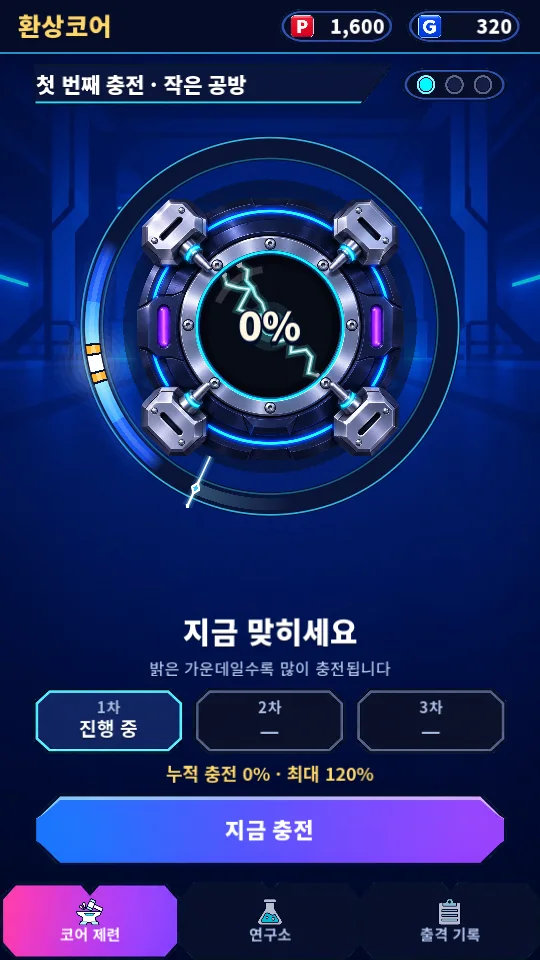 환상코어
P 1,600
G 320
첫 번째 충전 · 작은 공방
0%
지금 맞히세요
밝은 가운데일수록 많이 충전됩니다
1차
진행 중
2차
—
3차
—
누적 충전 0% · 최대 120%
지금 충전
코어 제련
연구소
출격 기록